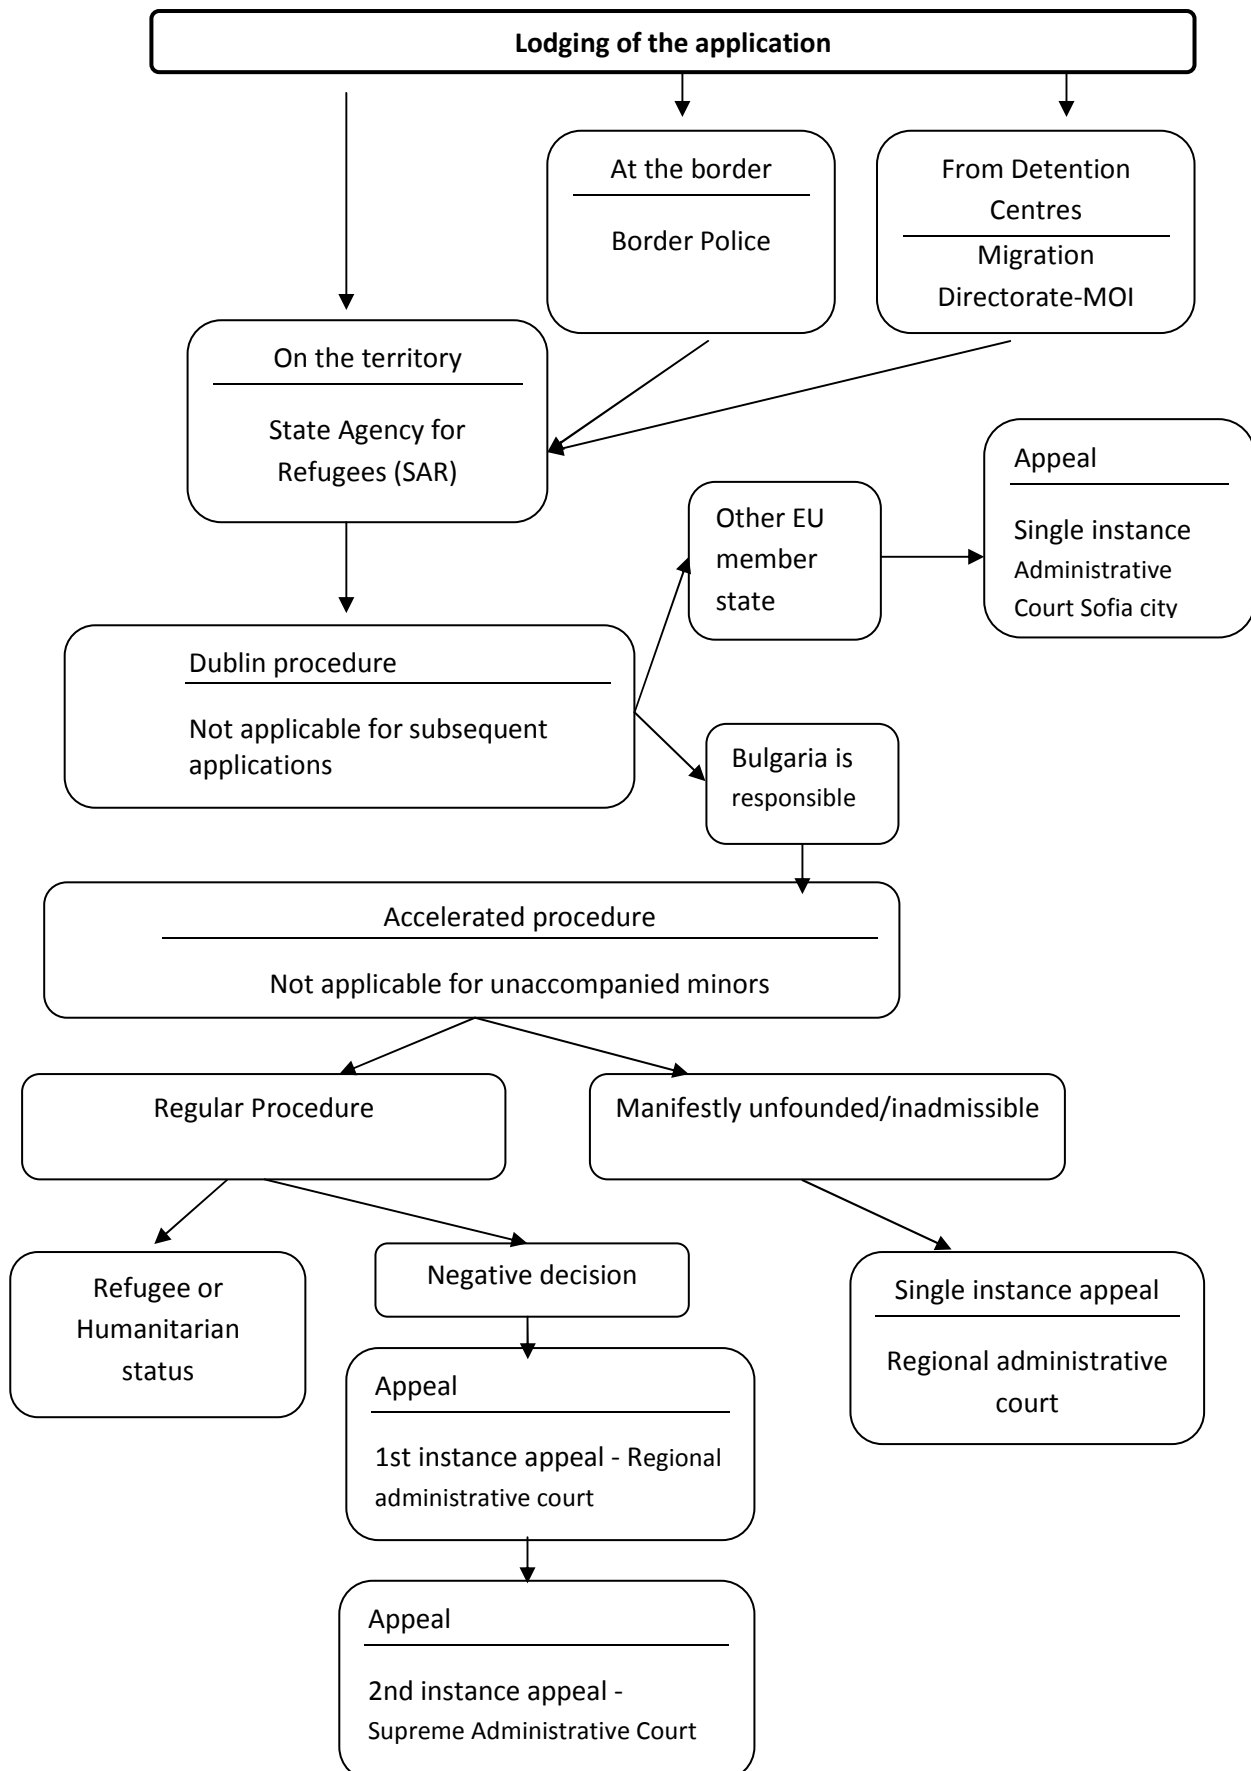 Lodging of the application
At the border
Border Police
From Detention
Centres
Migration
Directorate-MOI
On the territory
State Agency for
Refugees (SAR)
Appeal
Single instance
Administrative
Court Sofia city
Other EU
member
state
Dublin procedure
Not applicable for subsequent
applications
Bulgaria is
responsible
Accelerated procedure
Not applicable for unaccompanied minors
Regular Procedure
Manifestly unfounded/inadmissible
Refugee or
Humanitarian
status
Negative decision
Single instance appeal
Regional administrative
court
Appeal
1st instance appeal - Regional
administrative court
Appeal
2nd instance appeal -
Supreme Administrative Court